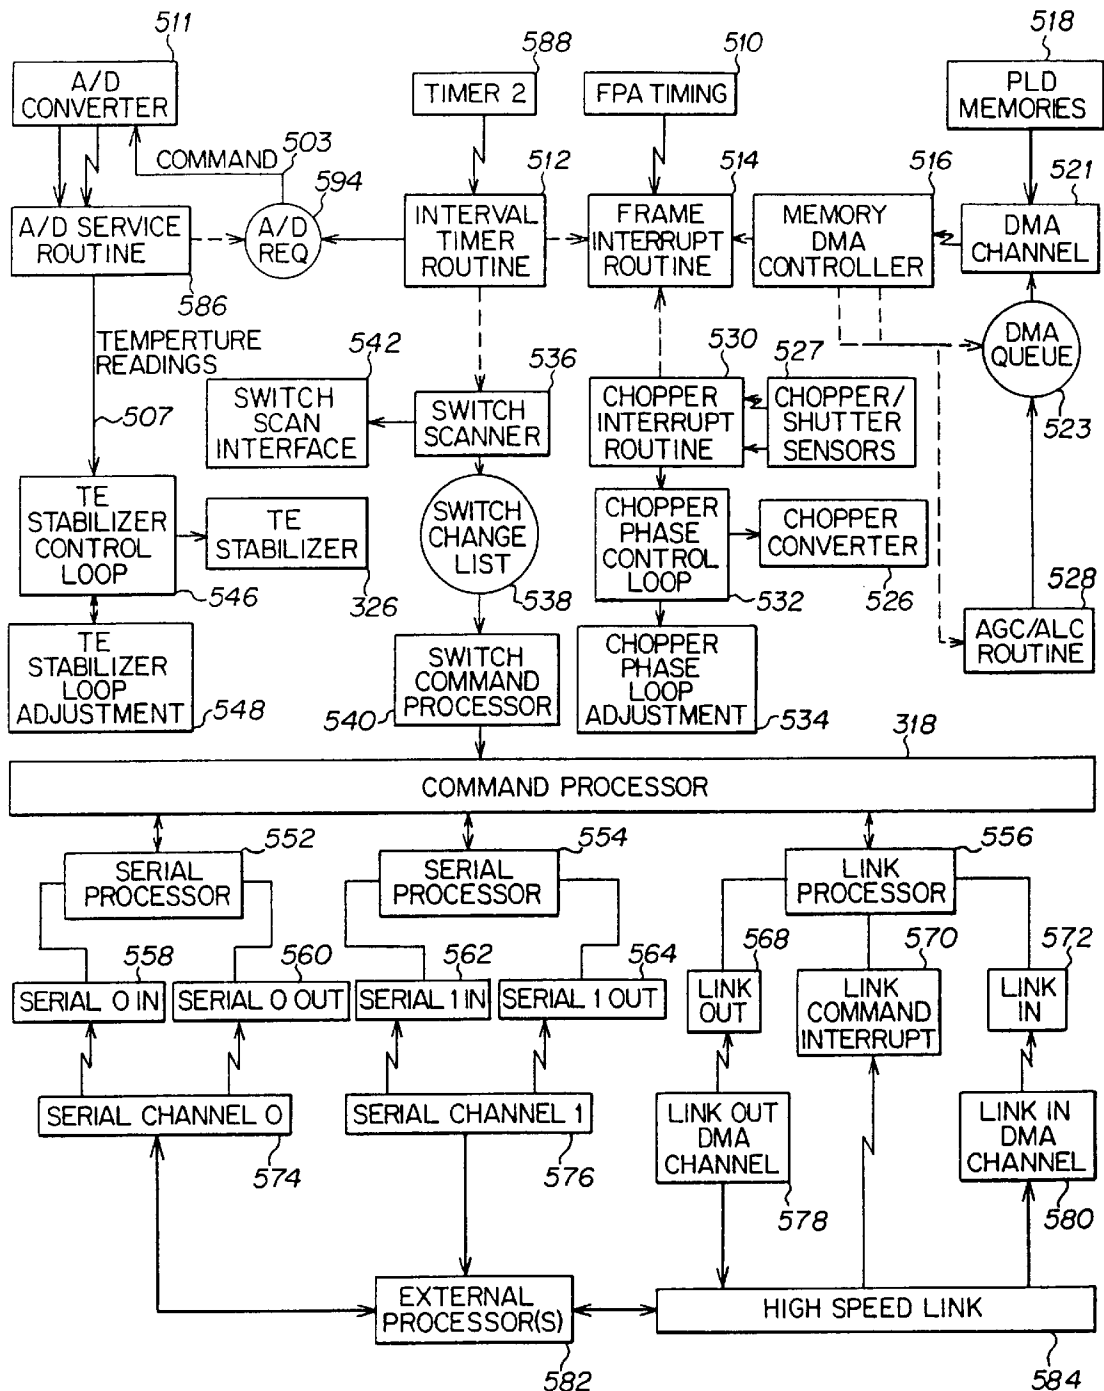 511
588
510
518
A/D
CONVERTER
TIMER 2
FPA TIMING
PLD
MEMORIES
COMMAND
503
594
512
514
516
521
A/D SERVICE
ROUTINE
A/D
REQ
INTERVAL
TIMER
ROUTINE
FRAME
INTERRUPT
ROUTINE
MEMORY
DMA
CONTROLLER
DMA
CHANNEL
586
TEMPERTURE
READINGS
542
536
530
527
DMA
QUEUE
523
507
SWITCH
SCAN
INTERFACE
SWITCH
SCANNER
CHOPPER
INTERRUPT
ROUTINE
CHOPPER/
SHUTTER
SENSORS
TE
STABILIZER
CONTROL
LOOP
TE
STABILIZER
SWITCH
CHANGE
LIST
CHOPPER
PHASE
CONTROL
LOOP
CHOPPER
CONVERTER
546
326
538
532
526
528
TE
STABILIZER
LOOP
ADJUSTMENT
548
SWITCH
COMMAND
PROCESSOR
540
CHOPPER
PHASE
LOOP
ADJUSTMENT
534
AGC/ALC
ROUTINE
318
COMMAND PROCESSOR
552
554
556
SERIAL
PROCESSOR
SERIAL
PROCESSOR
LINK
PROCESSOR
558
560
562
564
568
570
572
SERIAL 0 IN
SERIAL 0 OUT
SERIAL 1 IN
SERIAL 1 OUT
LINK
OUT
LINK
COMMAND
INTERRUPT
LINK
IN
SERIAL CHANNEL 0
SERIAL CHANNEL 1
LINK OUT
DMA
CHANNEL
LINK IN
DMA
CHANNEL
574
576
578
580
EXTERNAL
PROCESSOR(S)
HIGH SPEED LINK
582
584